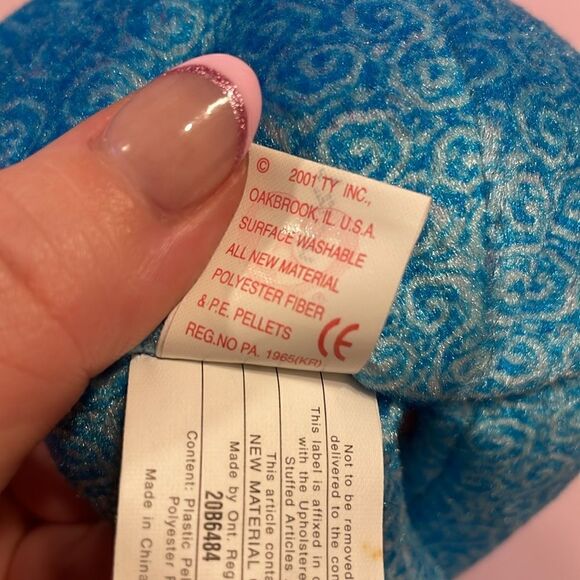 © 2001 TY INC.,
OAKBROOK, IL. U.S.A.
SURFACE WASHABLE
ALL NEW MATERIAL
POLYESTER FIBER
& P.E. PELLETS
REG.NO PA. 1965(KR)
CE
Not to be removed
delivered to the con
This label is affixed in c
with the Upholstere
Stuffed Articles
This article conta
NEW MATERIAL
Made by Ont. Reg
20B6484
Content: Plastic Pel
Polyester F
Made in China